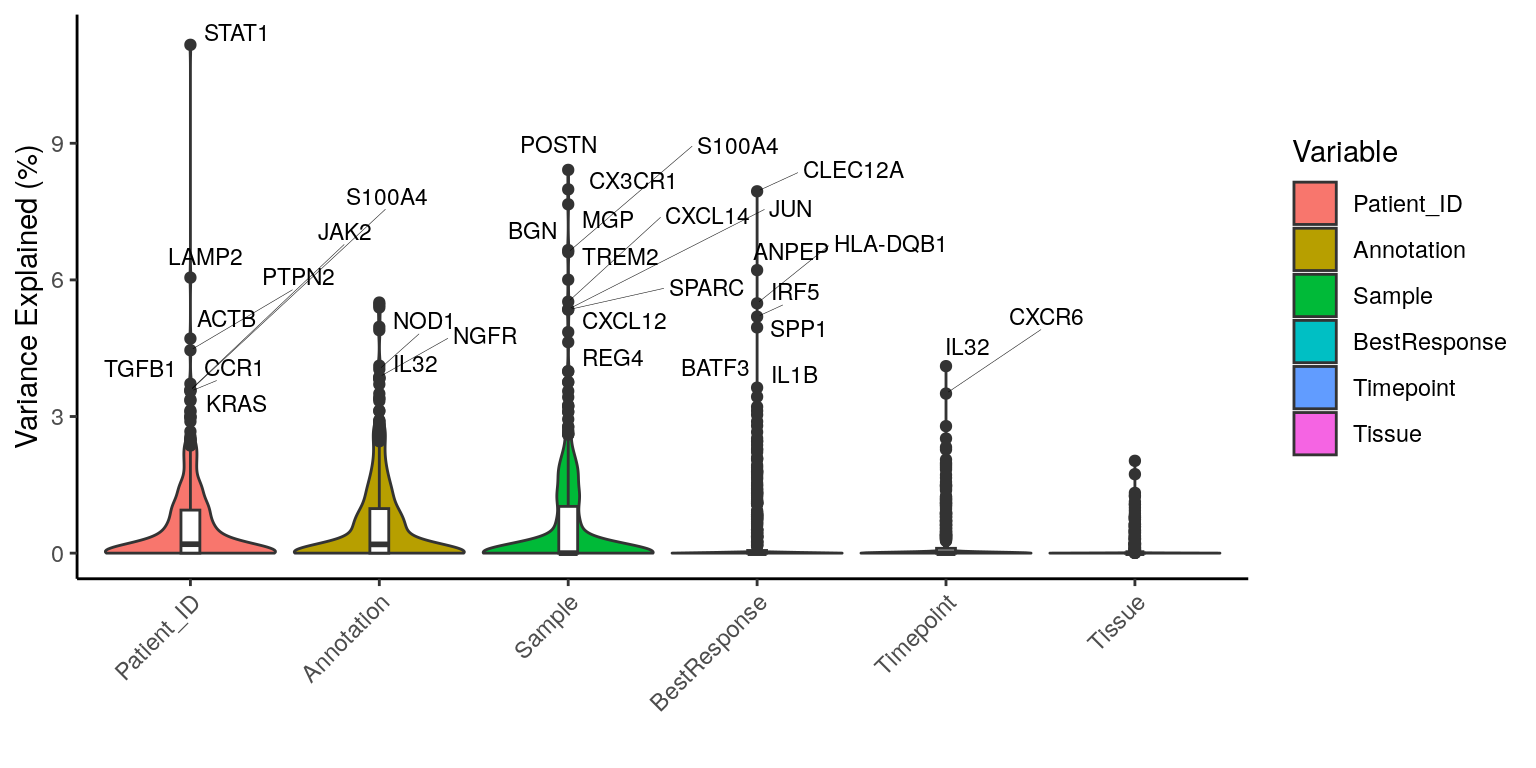 Variance Explained (%)
9
6
3
0
STAT1
S100A4
JAK2
LAMP2
PTPN2
ACTB
TGFB1
CCR1
KRAS
NOD1
NGFR
IL32
POSTN
S100A4
CX3CR1
MGP
CXCL14
BGN
TREM2
SPARC
CXCL12
REG4
CLEC12A
JUN
ANPEP
HLA-DQB1
IRF5
SPP1
BATF3
IL1B
CXCR6
IL32
Patient_ID
Annotation
Sample
BestResponse
Timepoint
Tissue
Variable
Patient_ID
Annotation
Sample
BestResponse
Timepoint
Tissue